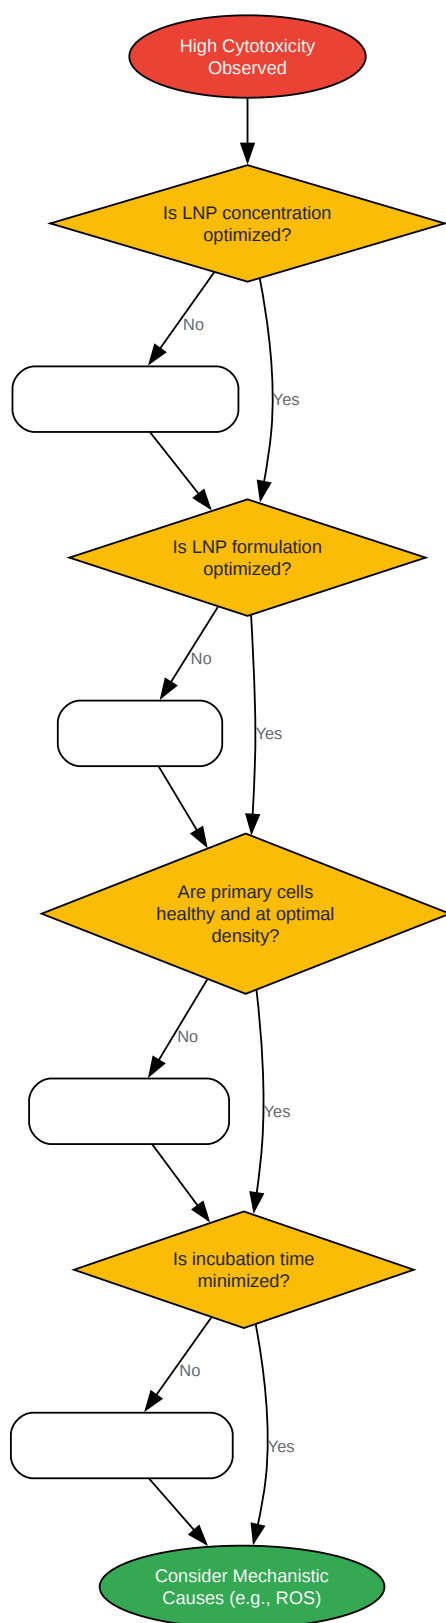 High Cytotoxicity
Observed
Is LNP concentration
optimized?
No
Yes
Is LNP formulation
optimized?
No
Yes
Are primary cells
healthy and at optimal
density?
No
Yes
Is incubation time
minimized?
No
Yes
Consider Mechanistic
Causes (e.g., ROS)